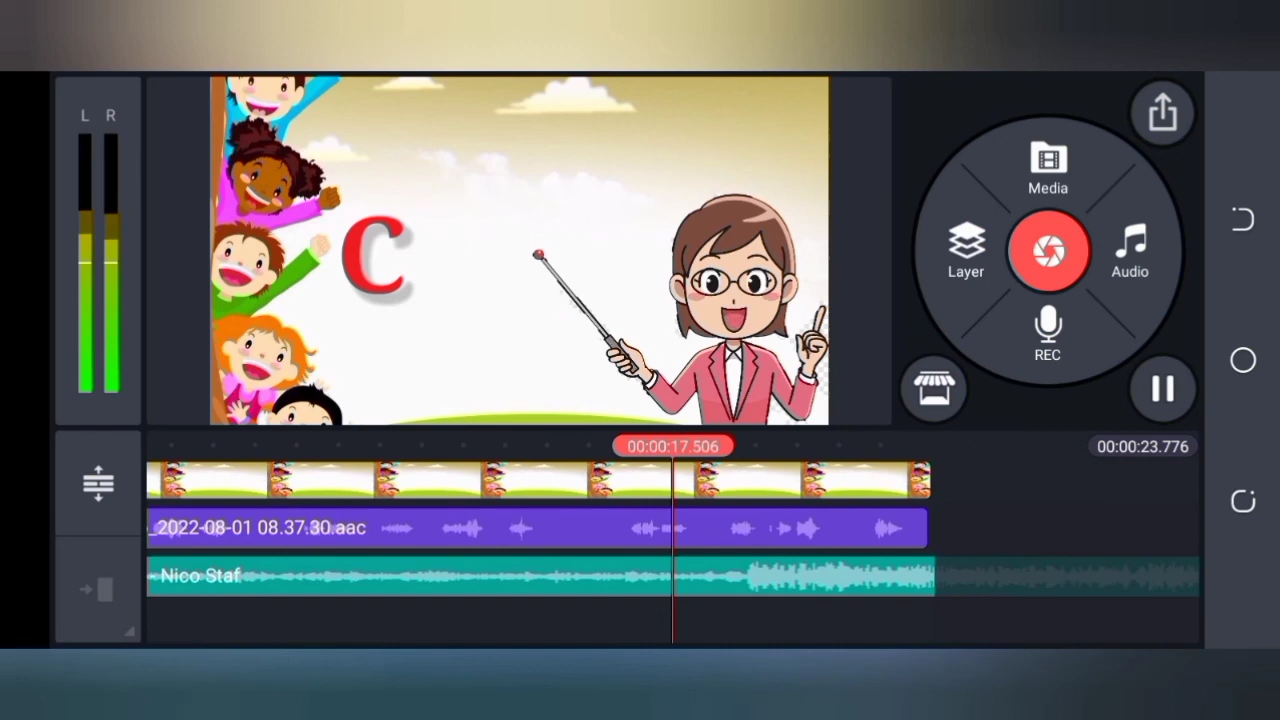 L R
C
Media
Layer
Audio
REC
00:00:17.506
00:00:23.776
_2022-08-01 08.37.30.aac
Nico Staf